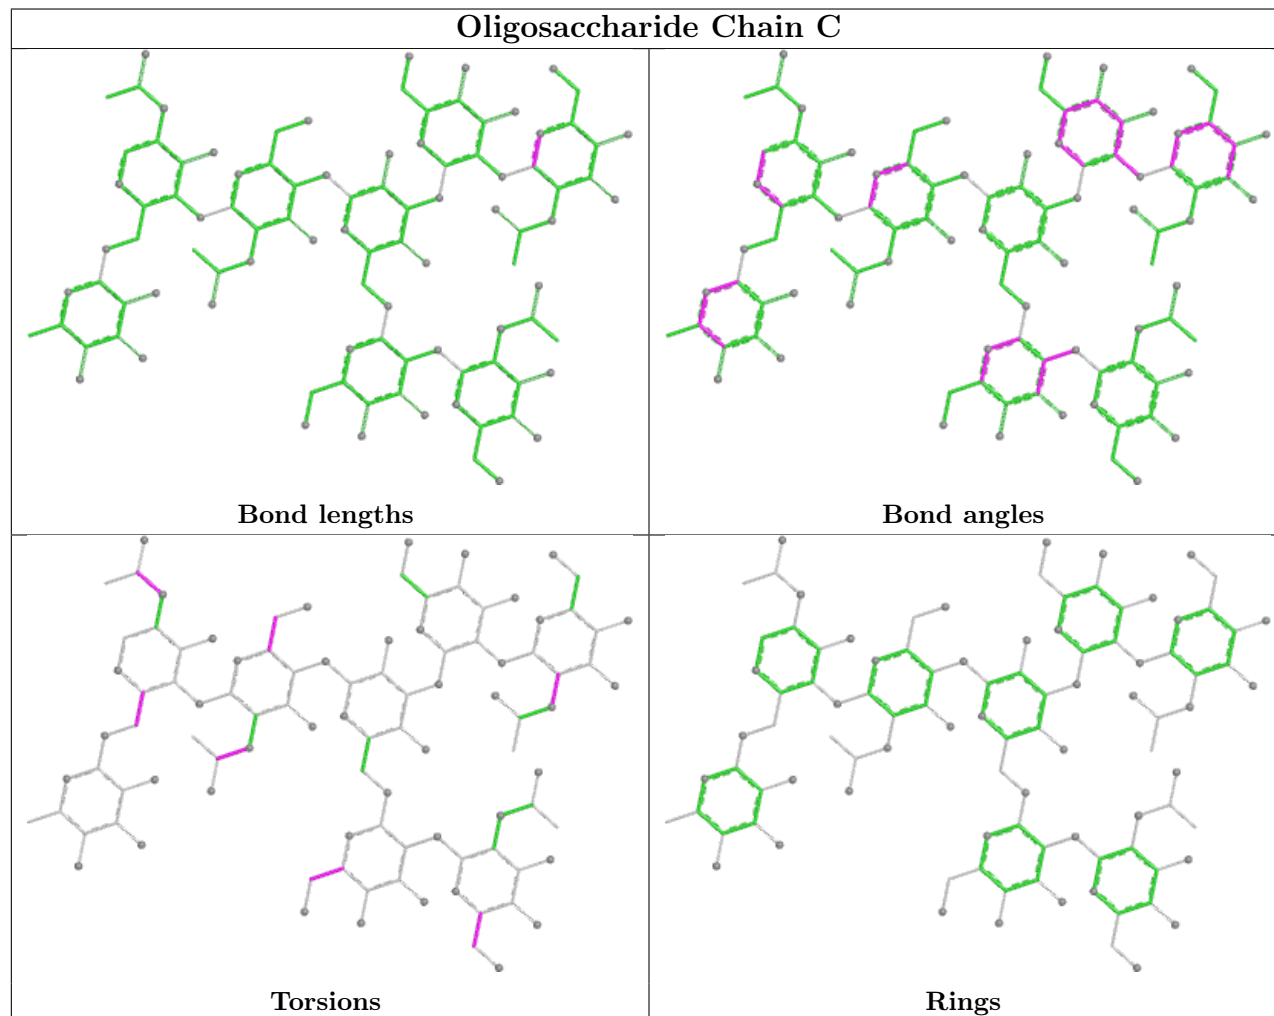 Oligosaccharide Chain C
Bond lengths
Bond angles
Torsions
Rings